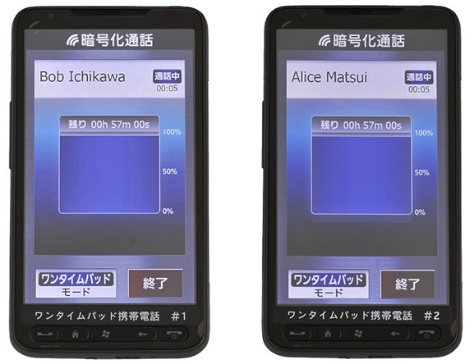 暗号化通話
Bob Ichikawa
通話中
00:05
残り 00h 57m 00s
100%
50%
0%
ワンタイムパッド
モード
終了
ワンタイムパッド携帯電話 #1
暗号化通話
Alice Matsui
通話中
00:05
残り 00h 57m 00s
100%
50%
0%
ワンタイムパッド
モード
終了
ワンタイムパッド携帯電話 #2